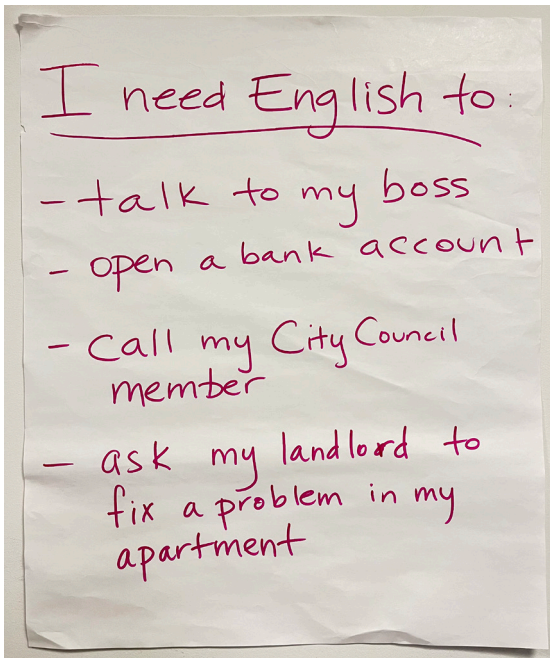 I need English to:
- talk to my boss
- open a bank account
- call my City Council
member
- ask my landlord to
fix a problem in my
apartment